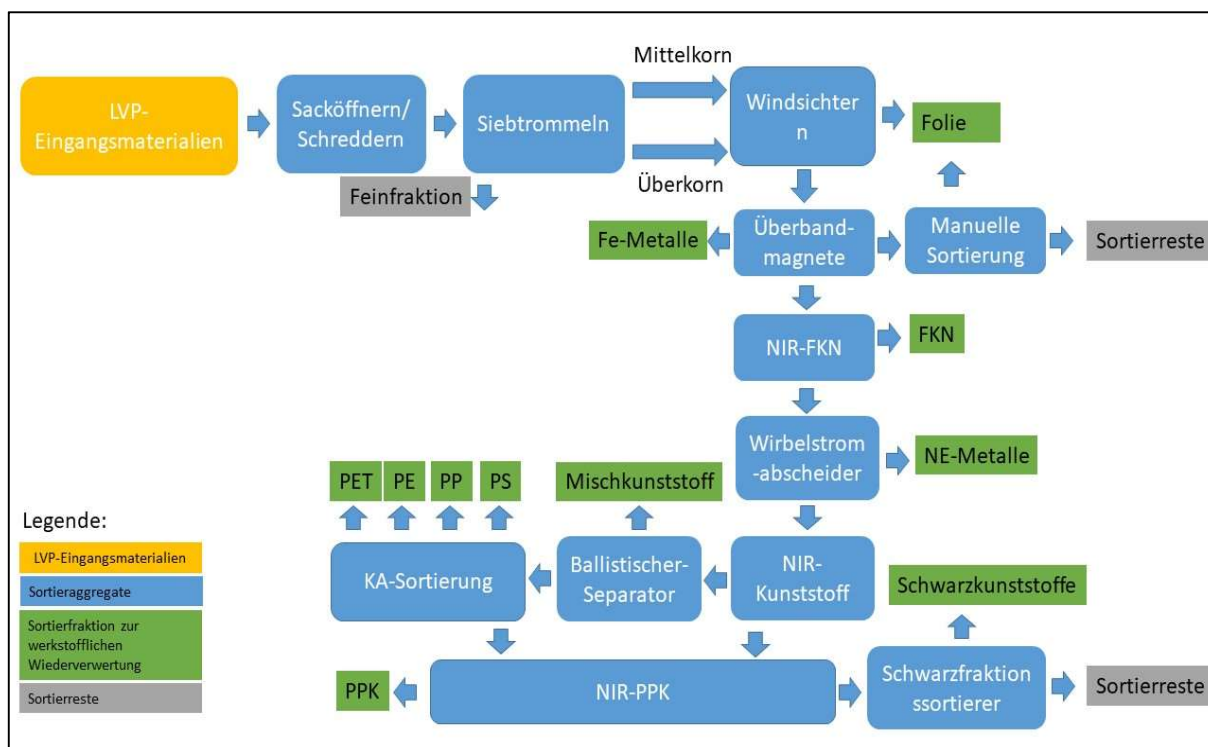 Mittelkorn
LVP-
Eingangsmaterialien
Sacköffnern/
Schreddern
Siebtrommeln
Windsichter
n
Folie
Überkorn
Feinfraktion
Fe-Metalle
Überband-
magnete
Manuelle
Sortierung
Sortierreste
NIR-FKN
FKN
Wirbelstrom
-abscheider
NE-Metalle
PET
PE
PP
PS
Mischkunststoff
KA-Sortierung
Ballistischer-
Separator
NIR-
Kunststoff
Schwarzkunststoffe
PPK
NIR-PPK
Schwarzfraktion
ssortierer
Sortierreste
Legende:
LVP-Eingangsmaterialien
Sortieraggregate
Sortierfraktion zur
werkstofflichen
Wiederverwertung
Sortierreste